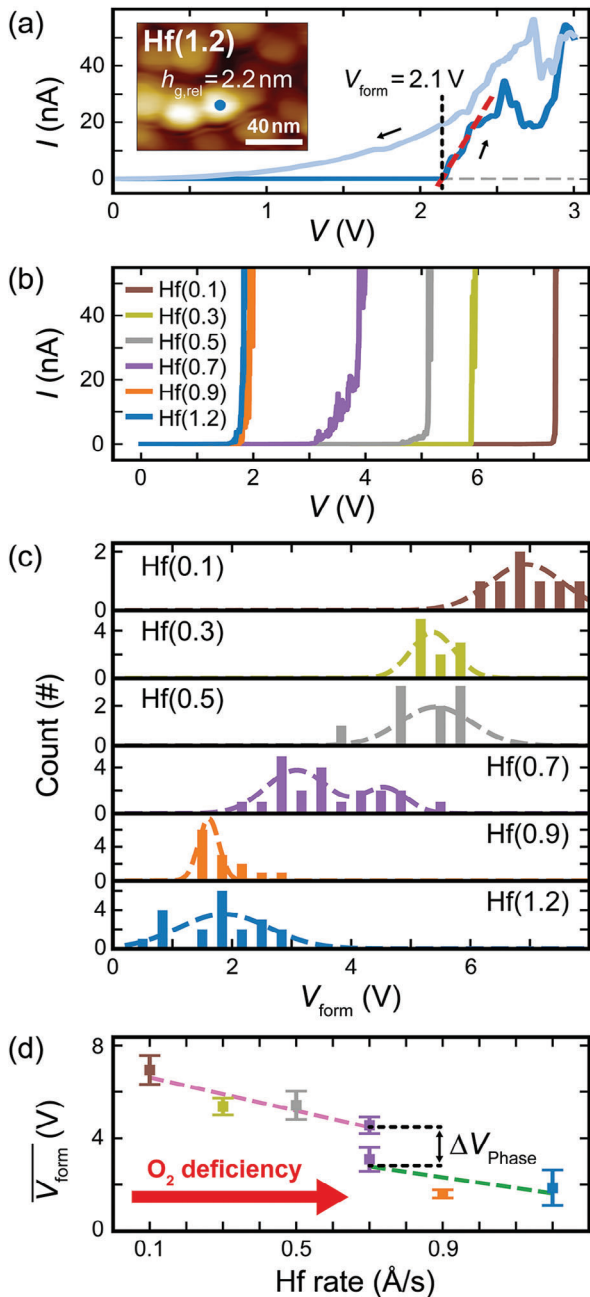 (a)
Hf(1.2)
h_g,rel = 2.2 nm
40 nm
V_form = 2.1 V
I (nA)
40
20
0
0
1
2
3
V (V)
(b)
Hf(0.1)
Hf(0.3)
Hf(0.5)
Hf(0.7)
Hf(0.9)
Hf(1.2)
I (nA)
40
20
0
0
2
4
6
V (V)
(c)
Count (#)
2
0
Hf(0.1)
4
0
Hf(0.3)
2
0
Hf(0.5)
4
0
Hf(0.7)
4
0
Hf(0.9)
4
0
Hf(1.2)
0
2
4
6
V_form (V)
(d)
V_form (V)
8
4
0
ΔV_Phase
O₂ deficiency
0.1
0.5
0.9
Hf rate (Å/s)